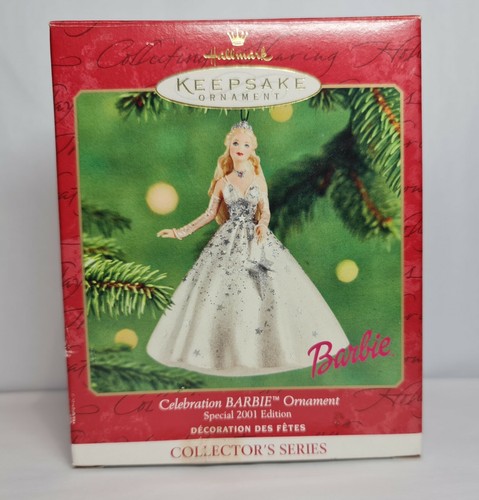 Hallmark
KEEPSAKE
ORNAMENT
Barbie
Celebration BARBIE™ Ornament
Special 2001 Edition
DÉCORATION DES FÊTES
COLLECTOR'S SERIES